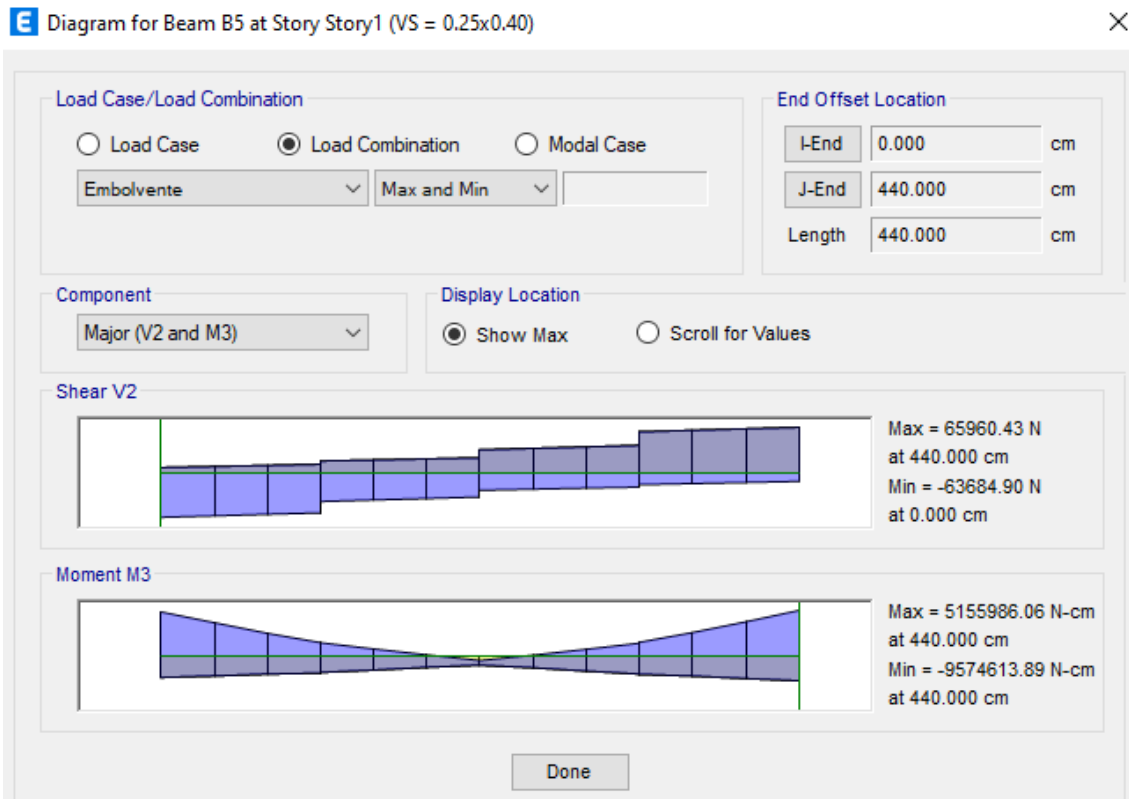 E Diagram for Beam B5 at Story Story1 (VS = 0.25x0.40)
Load Case/Load Combination
Load Case Load Combination Modal Case
Embolvente Max and Min
End Offset Location
I-End 0.000 cm
J-End 440.000 cm
Length 440.000 cm
Component
Major (V2 and M3)
Display Location
Show Max Scroll for Values
Shear V2
Max = 65960.43 N
at 440.000 cm
Min = -63684.90 N
at 0.000 cm
Moment M3
Max = 5155986.06 N-cm
at 440.000 cm
Min = -9574613.89 N-cm
at 440.000 cm
Done